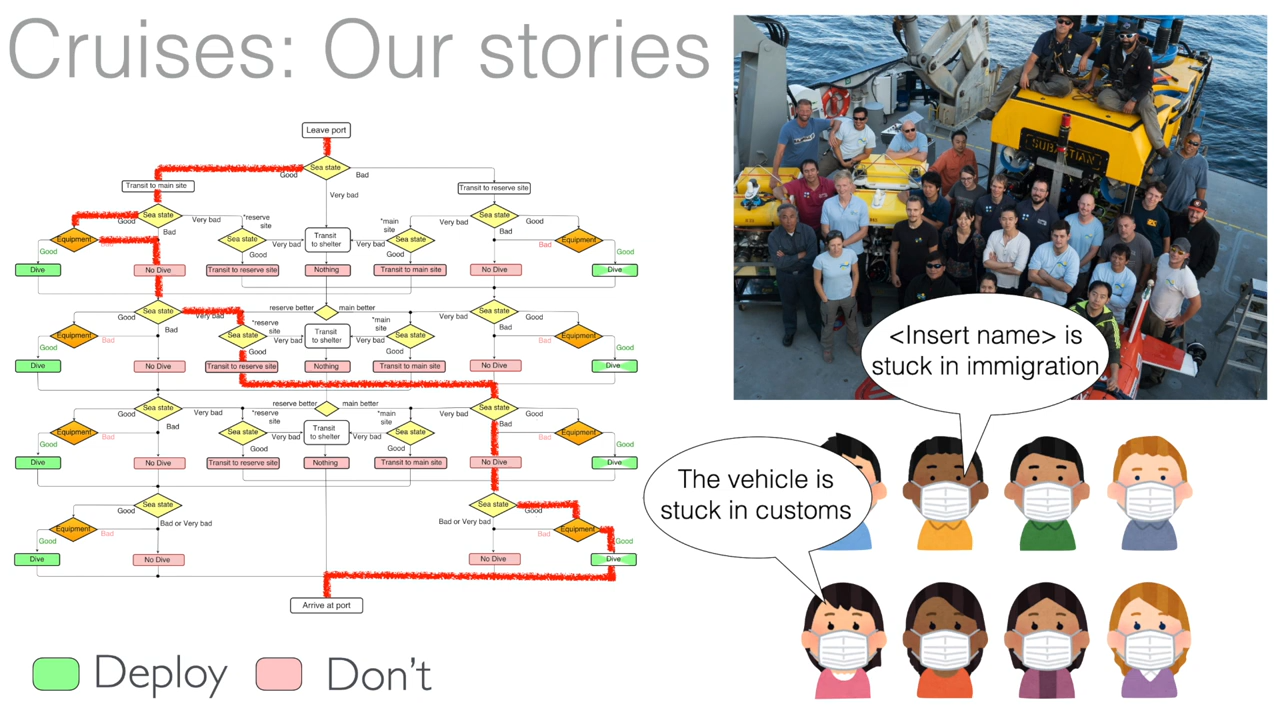 Cruises: Our stories
Leave port
Sea state
Good
Bad
Very bad
Transit to main site
Transit to reserve site
Sea state
Good
Bad
Very bad
*reserve
site
*main
site
Sea state
Very bad
Good
Equipment
Sea state
Very bad
Good
Transit
to shelter
Very bad
Sea state
Good
Bad
Equipment
Good
Bad
Good
Dive
No Dive
Transit to reserve site
Nothing
Transit to main site
No Dive
Dive
Sea state
Good
Bad
Very bad
reserve better
main better
*reserve
site
*main
site
Sea state
Very bad
Good
Equipment
Good
Bad
Sea state
Very bad
Good
Transit
to shelter
Very bad
Sea state
Good
Bad
Equipment
Good
Dive
No Dive
Transit to reserve site
Nothing
Transit to main site
No Dive
Dive
Sea state
Good
Bad
Very bad
reserve better
main better
*reserve
site
*main
site
Sea state
Very bad
Good
Equipment
Good
Bad
Sea state
Very bad
Good
Transit
to shelter
Very bad
Sea state
Good
Bad
Equipment
Bad
Good
Dive
No Dive
Transit to reserve site
Nothing
Transit to main site
No Dive
Dive
Sea state
Good
Bad or Very bad
Equipment
Good
Bad
Sea state
Good
Bad or Very bad
Equipment
Bad
Good
Dive
No Dive
No Dive
Dive
Arrive at port
Deploy
Don't
SUBASTIAN
<Insert name> is
stuck in immigration
The vehicle is
stuck in customs